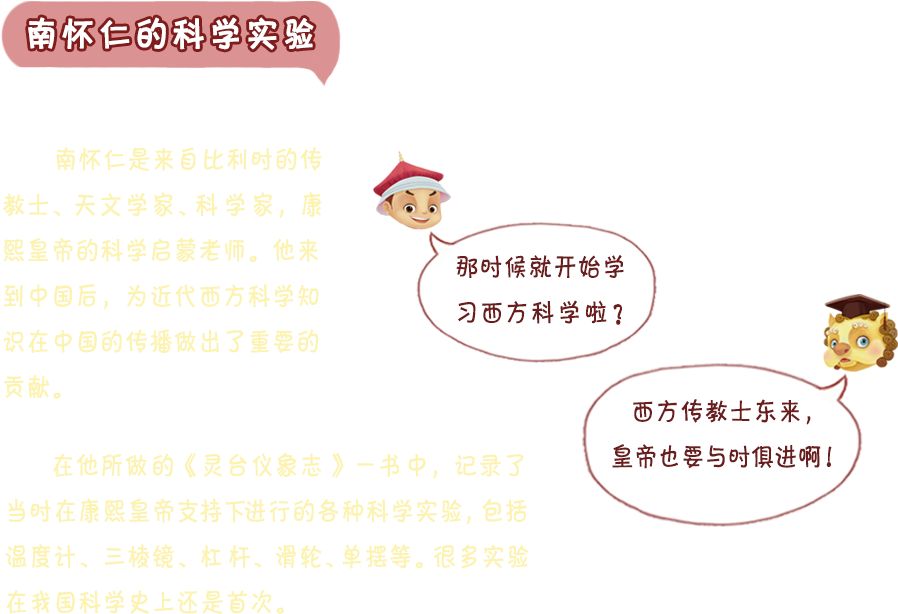 南怀仁的科学实验
南怀仁是来自比利时的传
教士、天文学家、科学家，康
熙皇帝的科学启蒙老师。他来
到中国后，为近代西方科学知
识在中国的传播做出了重要的
贡献。
那时候就开始学
习西方科学啦？
西方传教士东来，
皇帝也要与时俱进啊！
在他所做的《灵台仪象志》一书中，记录了
当时在康熙皇帝支持下进行的各种科学实验，包括
温度计、三棱镜、杠杆、滑轮、单摆等。很多实验
在我国科学史上还是首次。